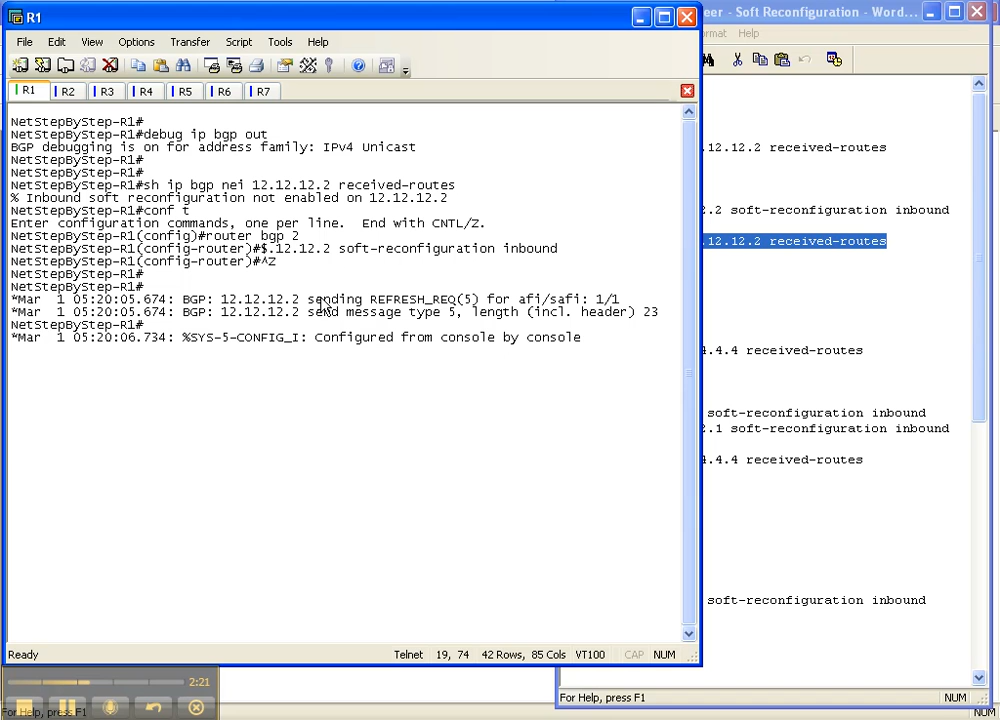 R1
File Edit View Options Transfer Script Tools Help
R1 R2 R3 R4 R5 R6 R7
NetStepByStep-R1#
NetStepByStep-R1#debug ip bgp out
BGP debugging is on for address family: IPv4 Unicast
NetStepByStep-R1#
NetStepByStep-R1#
NetStepByStep-R1#sh ip bgp nei 12.12.12.2 received-routes
% Inbound soft reconfiguration not enabled on 12.12.12.2
NetStepByStep-R1#conf t
Enter configuration commands, one per line.  End with CNTL/Z.
NetStepByStep-R1(config)#router bgp 2
NetStepByStep-R1(config-router)#$.12.12.2 soft-reconfiguration inbound
NetStepByStep-R1(config-router)#^Z
NetStepByStep-R1#
NetStepByStep-R1#
*Mar  1 05:20:05.674: BGP: 12.12.12.2 sending REFRESH_REQ(5) for afi/safi: 1/1
*Mar  1 05:20:05.674: BGP: 12.12.12.2 send message type 5, length (incl. header) 23
NetStepByStep-R1#
*Mar  1 05:20:06.734: %SYS-5-CONFIG_I: Configured from console by console
Ready Telnet 19, 74 42 Rows, 85 Cols VT100 CAP NUM
2:21
For Help, press F1
eer - Soft Reconfiguration - Word...
ormat Help
.12.12.2 received-routes
2.2 soft-reconfiguration inbound
.12.12.2 received-routes
4.4.4 received-routes
soft-reconfiguration inbound
2.1 soft-reconfiguration inbound
4.4.4 received-routes
soft-reconfiguration inbound
For Help, press F1 NUM
NUM